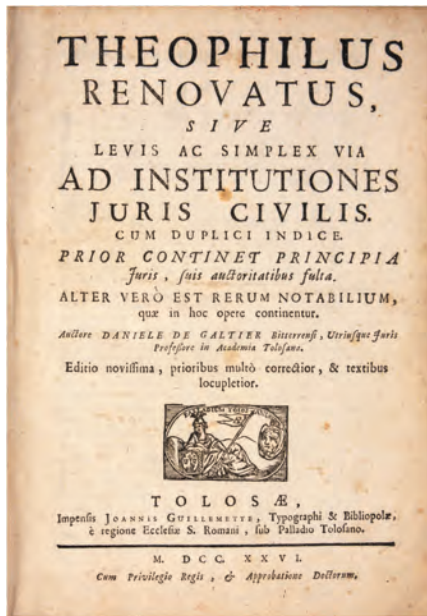 THEOPHILUS
RENOVATUS,
SIVE
LEVIS AC SIMPLEX VIA
AD INSTITUTIONES
JURIS CIVILIS.
CUM DUPLICI INDICE.
PRIOR CONTINET PRINCIPIA
Juris, suis auctoritatibus fulta.
ALTER VERÒ EST RERUM NOTABILIUM,
quæ in hoc opere continentur.
Auctore DANIELE DE GALTIER Biterrensi, Utriusque Juris
Professore in Academia Tolosana.
Editio novissima, prioribus multò correctior, & textibus
locupletior.
TOLOSÆ,
Impensis JOANNIS GUILLEMETTE, Typographi & Bibliopolæ,
è regione Ecclesiæ S. Romani, sub Palladio Tolosano.
M. DCC. XXVI.
Cum Privilegio Regis, & Approbatione Doctorum.